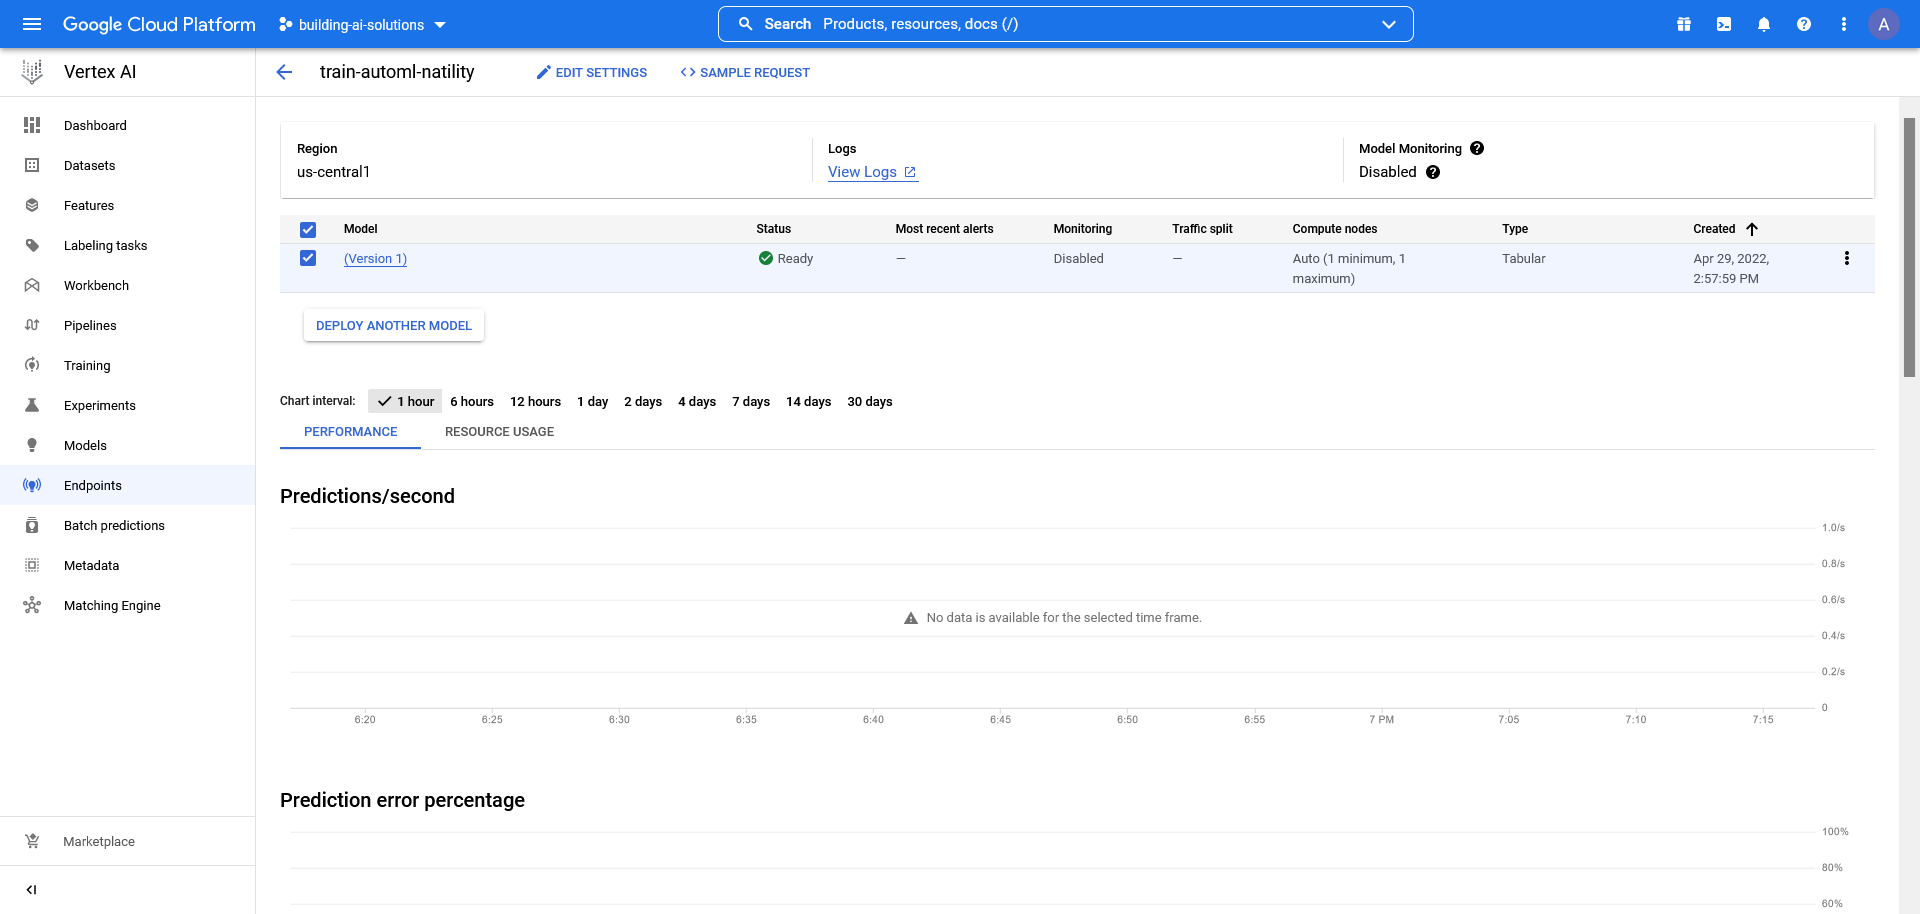 Google Cloud Platform
building-ai-solutions
Search Products, resources, docs (/)
A
Vertex AI
train-automl-natility
EDIT SETTINGS
SAMPLE REQUEST
Dashboard
Datasets
Features
Labeling tasks
Workbench
Pipelines
Training
Experiments
Models
Endpoints
Batch predictions
Metadata
Matching Engine
Marketplace
Region
us-central1
Logs
View Logs
Model Monitoring
Disabled
Model Status Most recent alerts Monitoring Traffic split Compute nodes Type Created
(Version 1) Ready — Disabled — Auto (1 minimum, 1 Tabular Apr 29, 2022,
maximum) 2:57:59 PM
DEPLOY ANOTHER MODEL
Chart interval: 1 hour 6 hours 12 hours 1 day 2 days 4 days 7 days 14 days 30 days
PERFORMANCE RESOURCE USAGE
Predictions/second
1.0/s
0.8/s
0.6/s
No data is available for the selected time frame.
0.4/s
0.2/s
0
6:20 6:25 6:30 6:35 6:40 6:45 6:50 6:55 7 PM 7:05 7:10 7:15
Prediction error percentage
100%
80%
60%